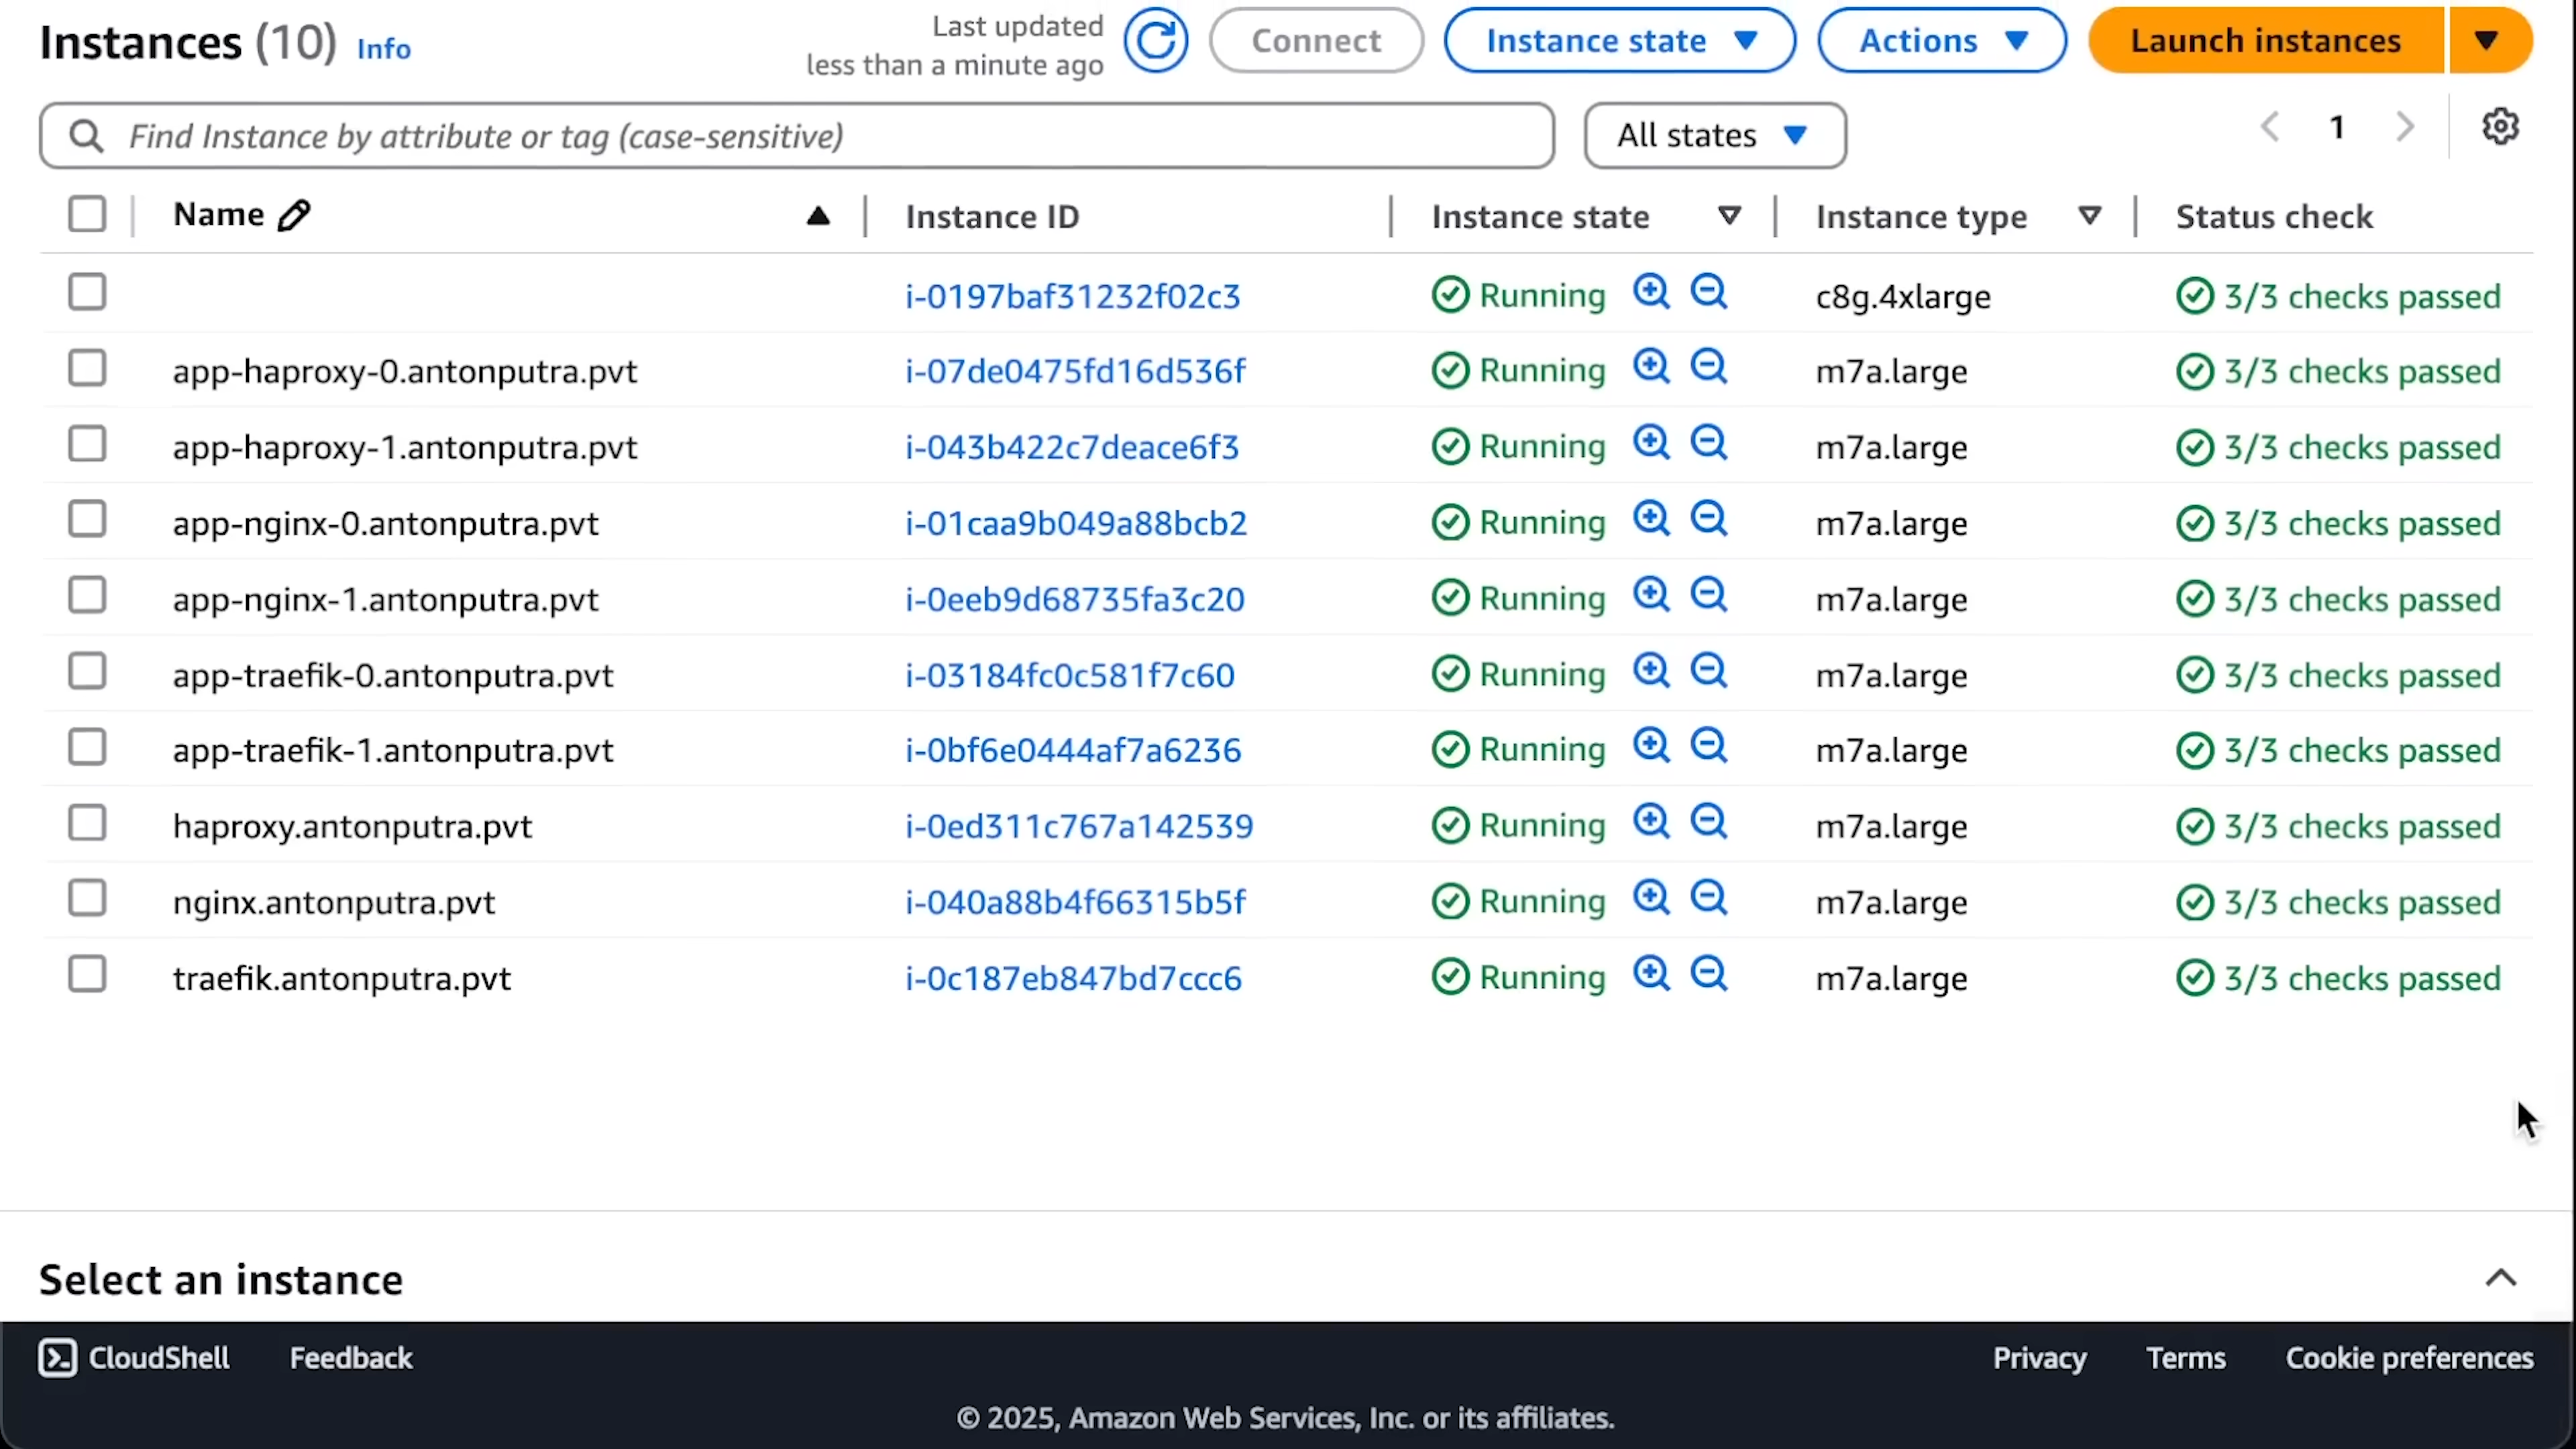 Instances (10) Info
Last updated
less than a minute ago
Connect
Instance state
Actions
Launch instances
Find Instance by attribute or tag (case-sensitive)
All states
1
Name Instance ID Instance state Instance type Status check
i-0197baf31232f02c3 Running c8g.4xlarge 3/3 checks passed
app-haproxy-0.antonputra.pvt i-07de0475fd16d536f Running m7a.large 3/3 checks passed
app-haproxy-1.antonputra.pvt i-043b422c7deace6f3 Running m7a.large 3/3 checks passed
app-nginx-0.antonputra.pvt i-01caa9b049a88bcb2 Running m7a.large 3/3 checks passed
app-nginx-1.antonputra.pvt i-0eeb9d68735fa3c20 Running m7a.large 3/3 checks passed
app-traefik-0.antonputra.pvt i-03184fc0c581f7c60 Running m7a.large 3/3 checks passed
app-traefik-1.antonputra.pvt i-0bf6e0444af7a6236 Running m7a.large 3/3 checks passed
haproxy.antonputra.pvt i-0ed311c767a142539 Running m7a.large 3/3 checks passed
nginx.antonputra.pvt i-040a88b4f66315b5f Running m7a.large 3/3 checks passed
traefik.antonputra.pvt i-0c187eb847bd7ccc6 Running m7a.large 3/3 checks passed
Select an instance
CloudShell Feedback Privacy Terms Cookie preferences
© 2025, Amazon Web Services, Inc. or its affiliates.